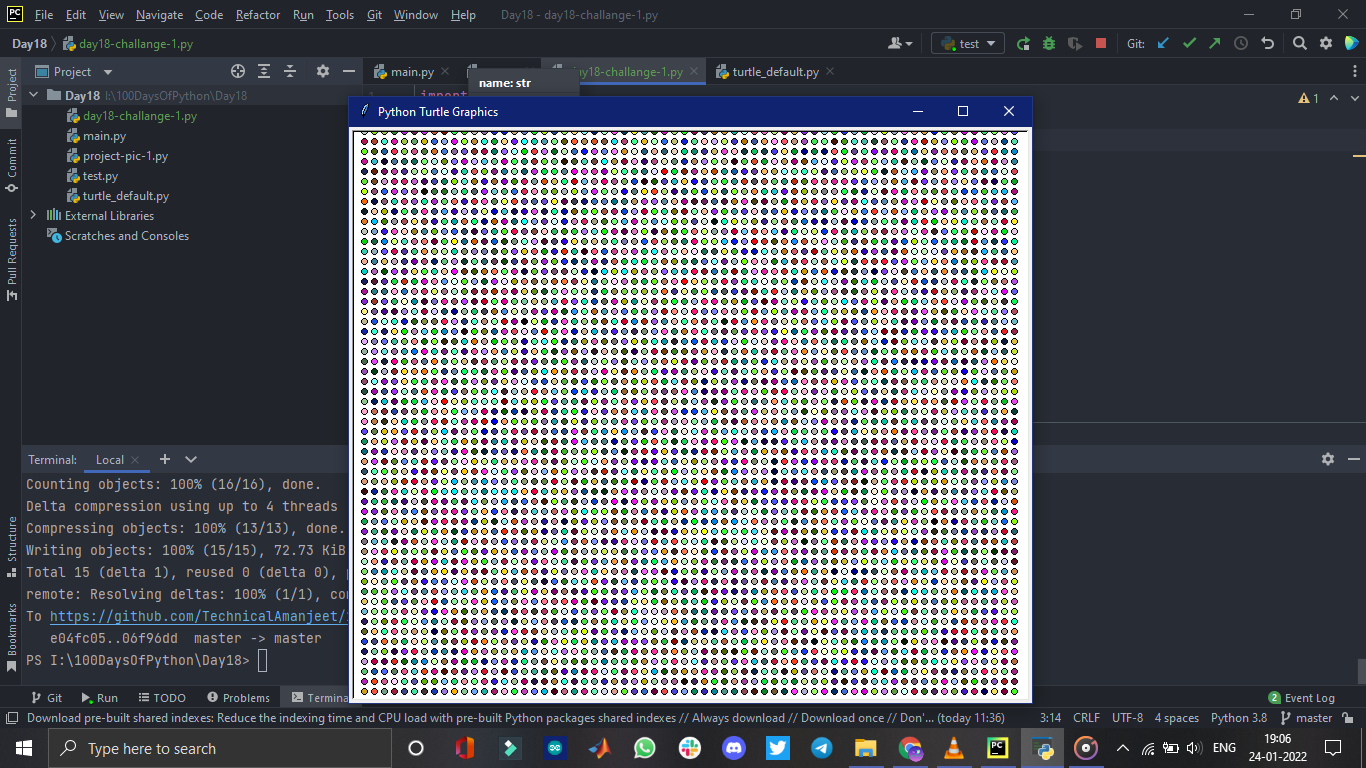 PC File Edit View Navigate Code Refactor Run Tools Git Window Help Day18 - day18-challange-1.py
Day18 day18-challange-1.py test Git:
Project main.py day18-challange-1.py turtle_default.py
name: str
Day18 I:\100DaysOfPython\Day18
import
1
Python Turtle Graphics
day18-challange-1.py
main.py
project-pic-1.py
test.py
turtle_default.py
External Libraries
Scratches and Consoles
Project
Commit
Pull Requests
Structure
Bookmarks
Terminal: Local
Counting objects: 100% (16/16), done.
Delta compression using up to 4 threads
Compressing objects: 100% (13/13), done.
Writing objects: 100% (15/15), 72.73 KiB
Total 15 (delta 1), reused 0 (delta 0),
remote: Resolving deltas: 100% (1/1),
To https://github.com/TechnicalAmanjeet/
e04fc05..06f96dd master -> master
PS I:\100DaysOfPython\Day18>
Git Run TODO Problems Terminal 2 Event Log
Download pre-built shared indexes: Reduce the indexing time and CPU load with pre-built Python packages shared indexes // Always download // Download once // Don'... (today 11:36) 3:14 CRLF UTF-8 4 spaces Python 3.8 master
Type here to search PC ENG 19:06
24-01-2022